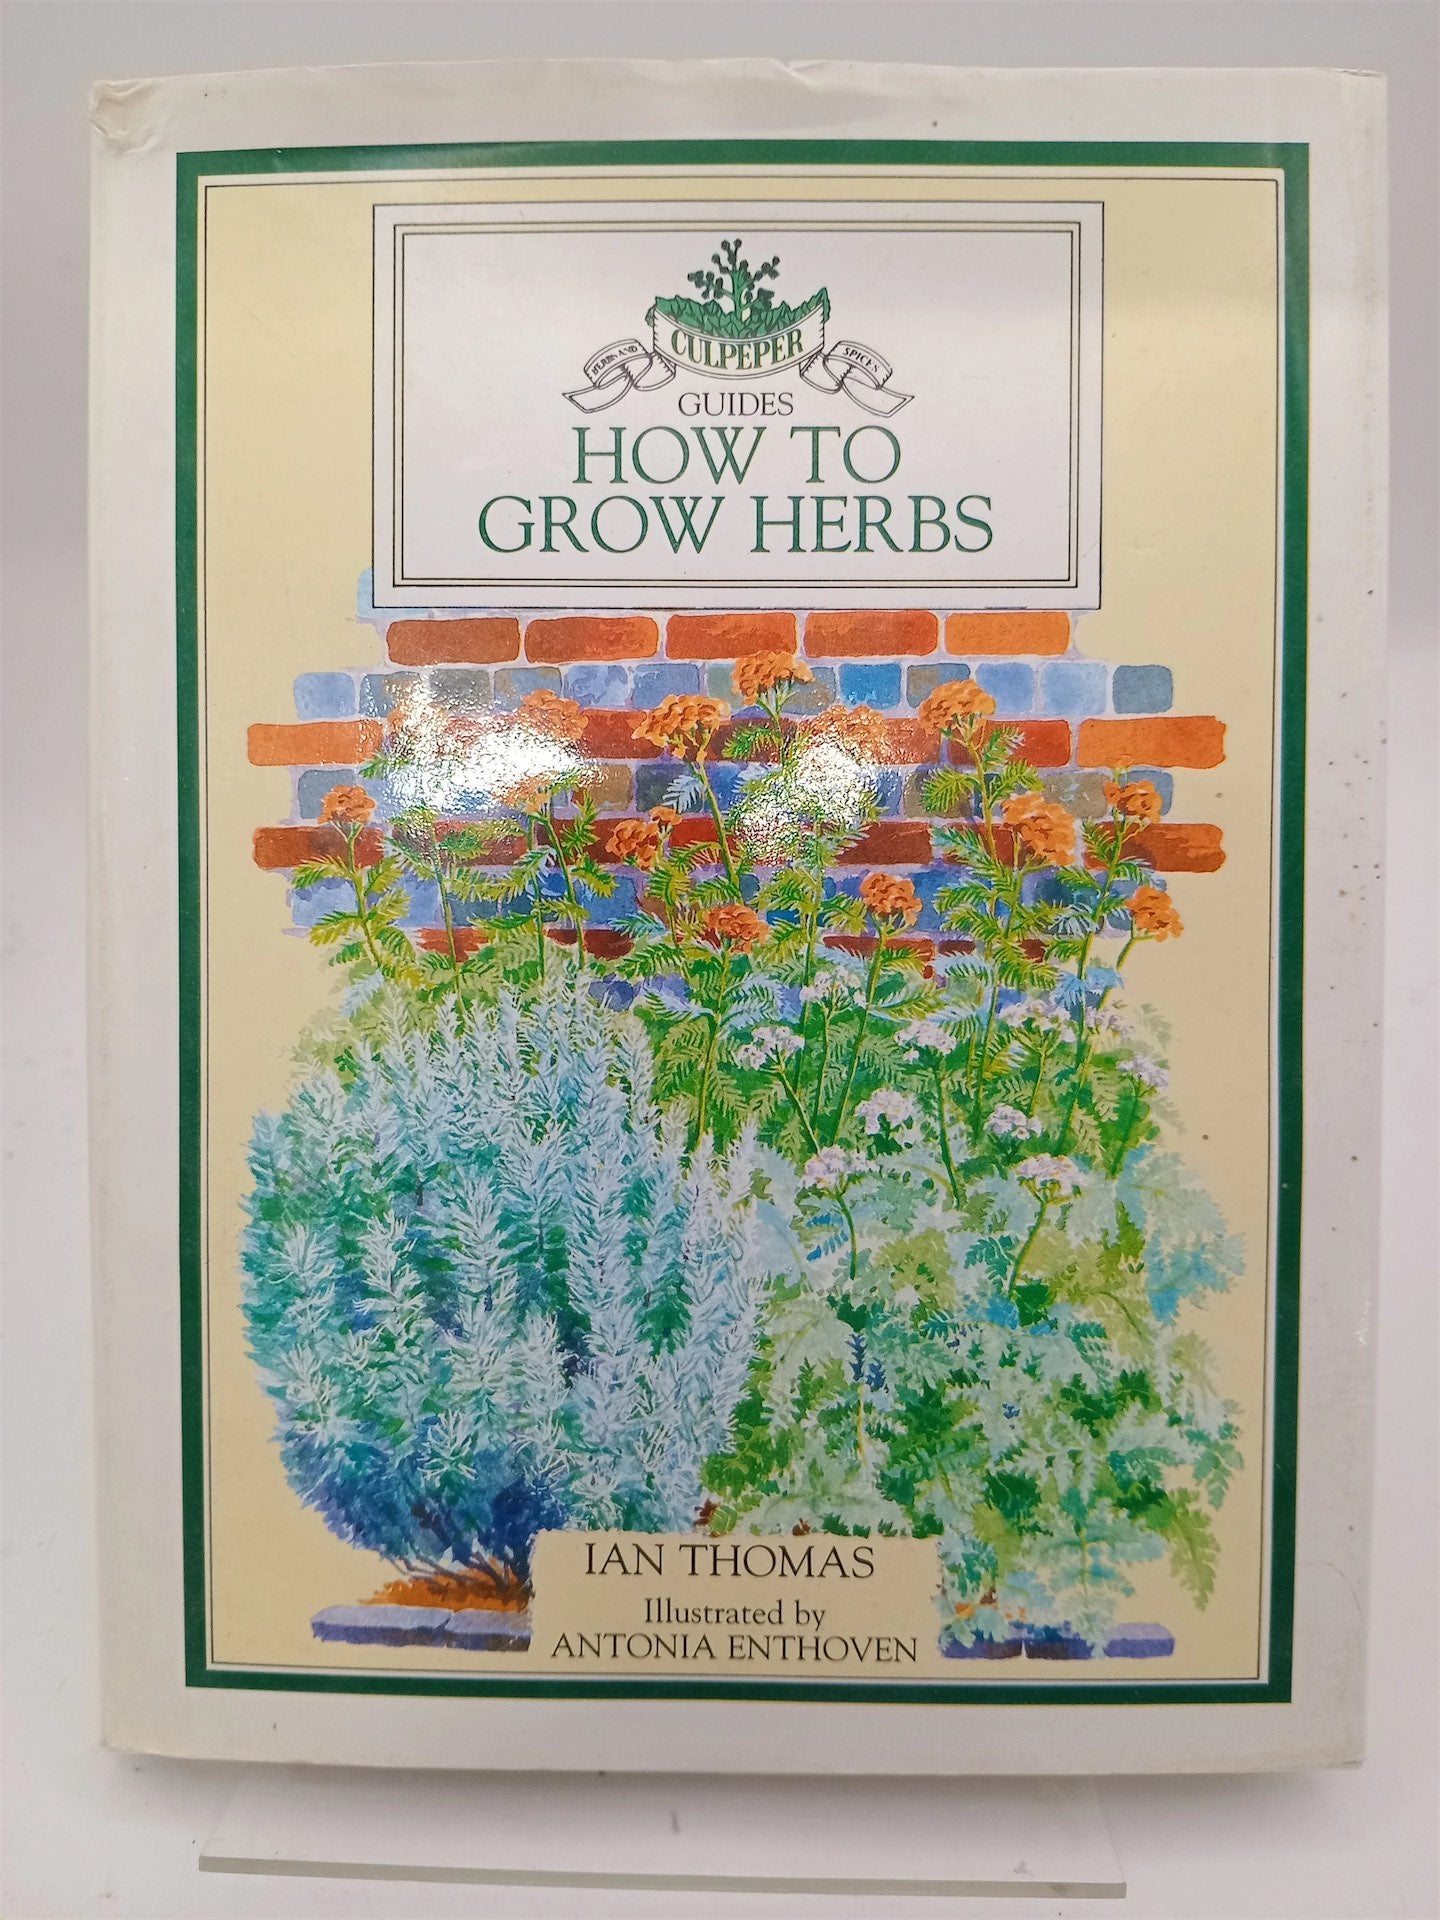 CULPEPER
HERBS AND
SPICES
GUIDES
HOW TO
GROW HERBS
IAN THOMAS
Illustrated by
ANTONIA ENTHOVEN